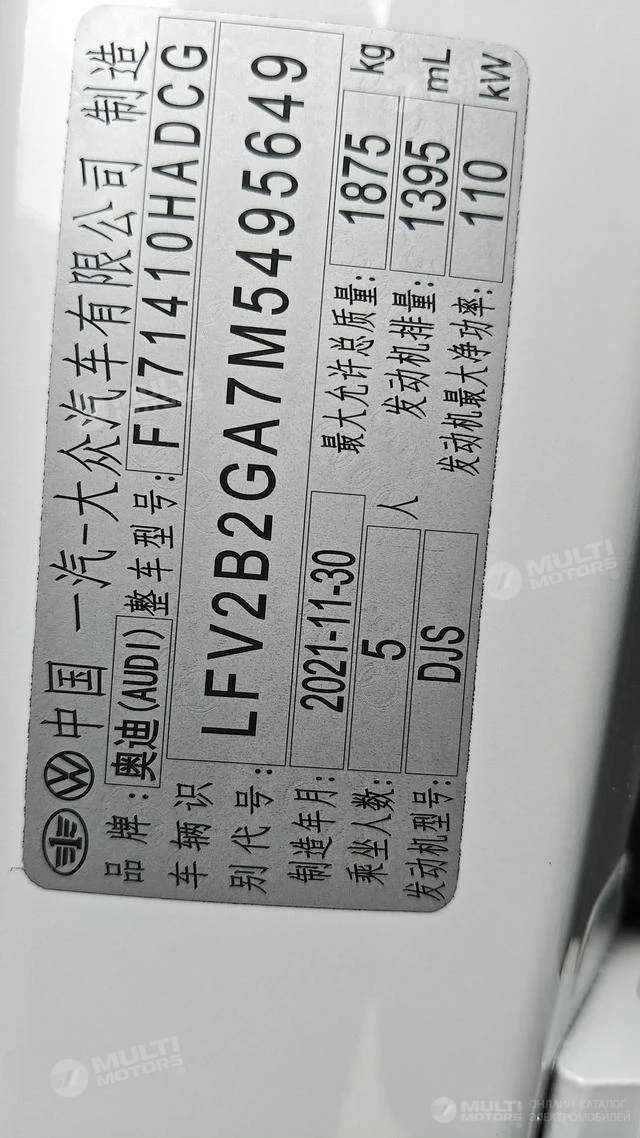 中国 一汽-大众汽车有限公司 制造
品牌: 奥迪(AUDI) 整车型号: FV71410HADCG
车辆识别代号: LFV2B2GA7M5495649
制造年月: 2021-11-30 最大允许总质量: 1875 kg
乘坐人数: 5 人 发动机排量: 1395 mL
发动机型号: DJS 发动机最大净功率: 110 kW
MULTI MOTORS
MULTI MOTORS
MULTI MOTORS ОНЛАЙН-КАТАЛОГ ЭЛЕКТРОМОБИЛЕЙ